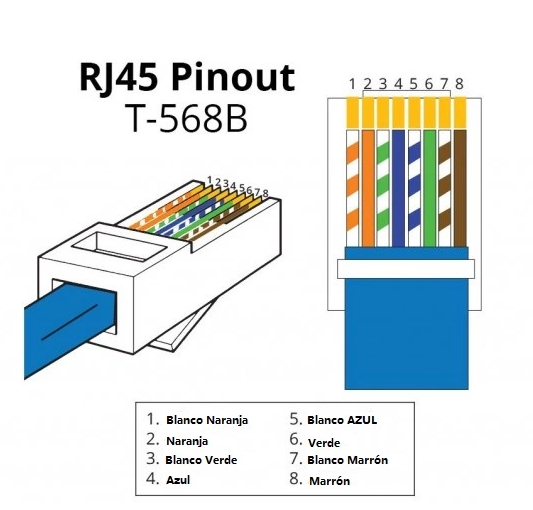 RJ45 Pinout
T-568B
1 2 3 4 5 6 7 8
1 2 3 4 5 6 7 8
1. Blanco Naranja
2. Naranja
3. Blanco Verde
4. Azul
5. Blanco AZUL
6. Verde
7. Blanco Marrón
8. Marrón